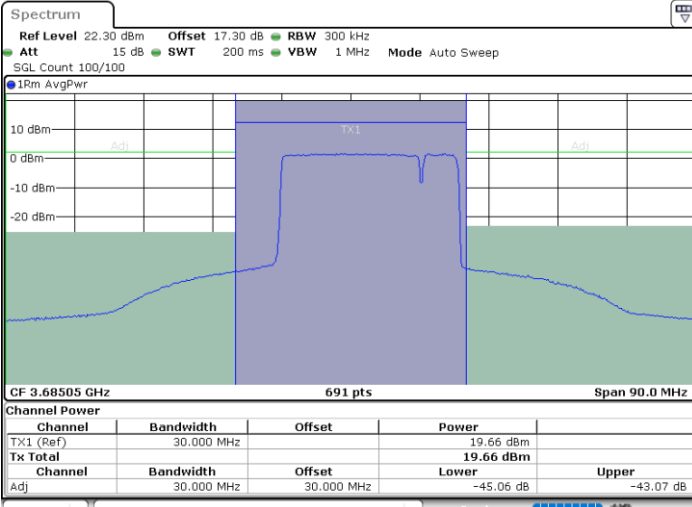 Spectrum
Ref Level 22.30 dBm Offset 17.30 dB RBW 300 kHz
Att 15 dB SWT 200 ms VBW 1 MHz Mode Auto Sweep
SGL Count 100/100
1Rm AvgPwr
10 dBm
TX1
Adj Adj
0 dBm
-10 dBm
-20 dBm
CF 3.68505 GHz 691 pts Span 90.0 MHz
Channel Power
Channel Bandwidth Offset Power
TX1 (Ref) 30.000 MHz 19.66 dBm
Tx Total 19.66 dBm
Channel Bandwidth Offset Lower Upper
Adj 30.000 MHz 30.000 MHz -45.06 dB -43.07 dB